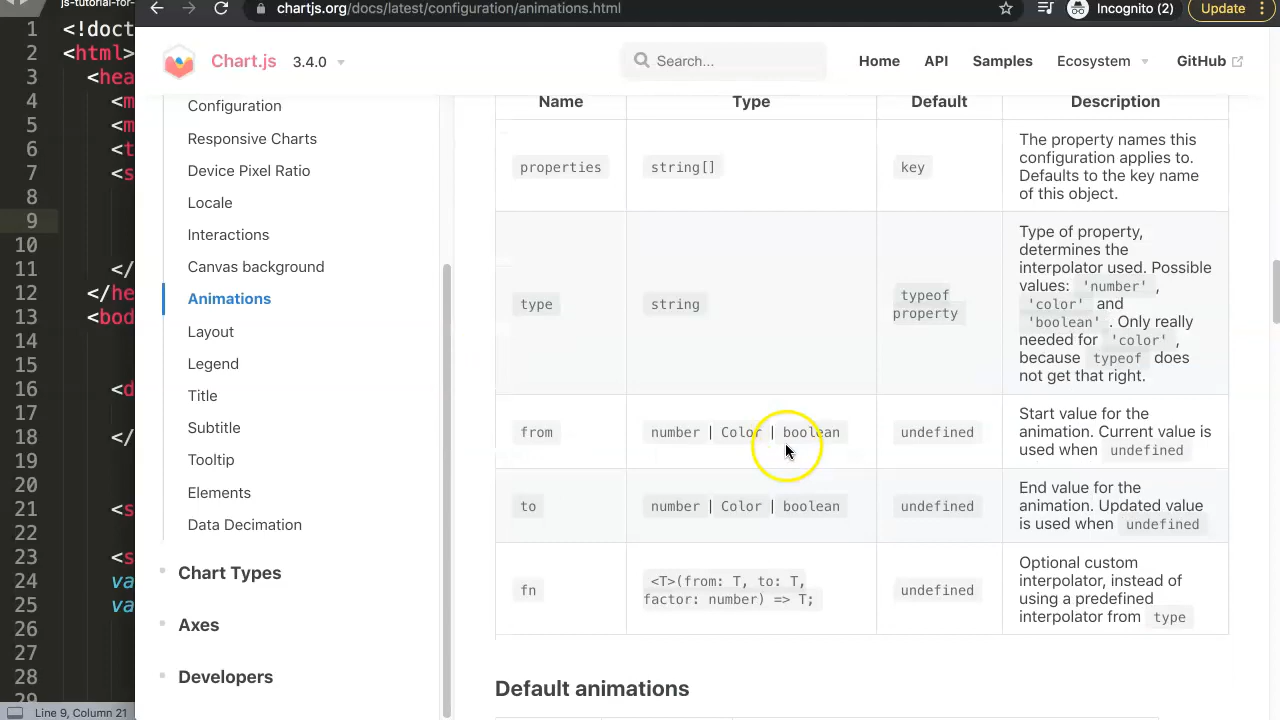 js-tutorial-for-
chartjs.org/docs/latest/configuration/animations.html
Incognito (2)
Update
1 <!doct
2 <html>
3 <hea
4 <m
5 <m
6 <t
7 <s
8
9
10
11 </
12 </he
13 <bod
14
15
16 <d
17
18 </
19
20
21 <s
22
23 <s
24 va
25 va
26
27
28
29
Line 9, Column 21
Chart.js 3.4.0
Search...
Home API Samples Ecosystem GitHub
Configuration
Responsive Charts
Device Pixel Ratio
Locale
Interactions
Canvas background
Animations
Layout
Legend
Title
Subtitle
Tooltip
Elements
Data Decimation
Chart Types
Axes
Developers
Name Type Default Description
properties string[] key
The property names this
configuration applies to.
Defaults to the key name
of this object.
type string
typeof
property
Type of property,
determines the
interpolator used. Possible
values: 'number' ,
'color' and
'boolean' . Only really
needed for 'color' ,
because typeof does
not get that right.
from number | Color | boolean undefined
Start value for the
animation. Current value is
used when undefined
to number | Color | boolean undefined
End value for the
animation. Updated value
is used when undefined
fn
<T>(from: T, to: T,
factor: number) => T;
undefined
Optional custom
interpolator, instead of
using a predefined
interpolator from type
Default animations